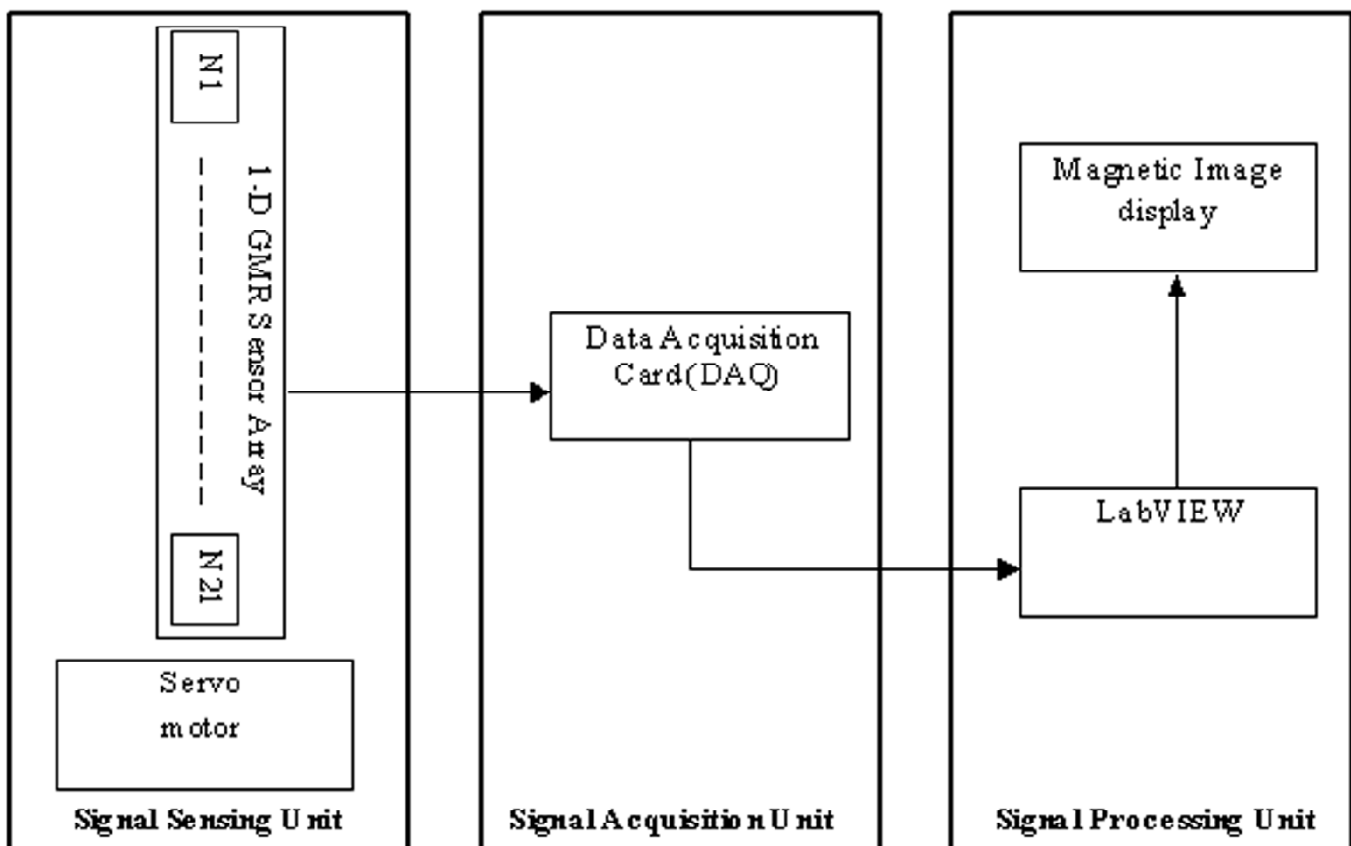 N1
1-D GMR Sensor Array
N21
Servo
motor
Signal Sensing Unit
Data Acquisition
Card(DAQ)
Signal Acquisition Unit
Magnetic Image
display
LabVIEW
Signal Processing Unit